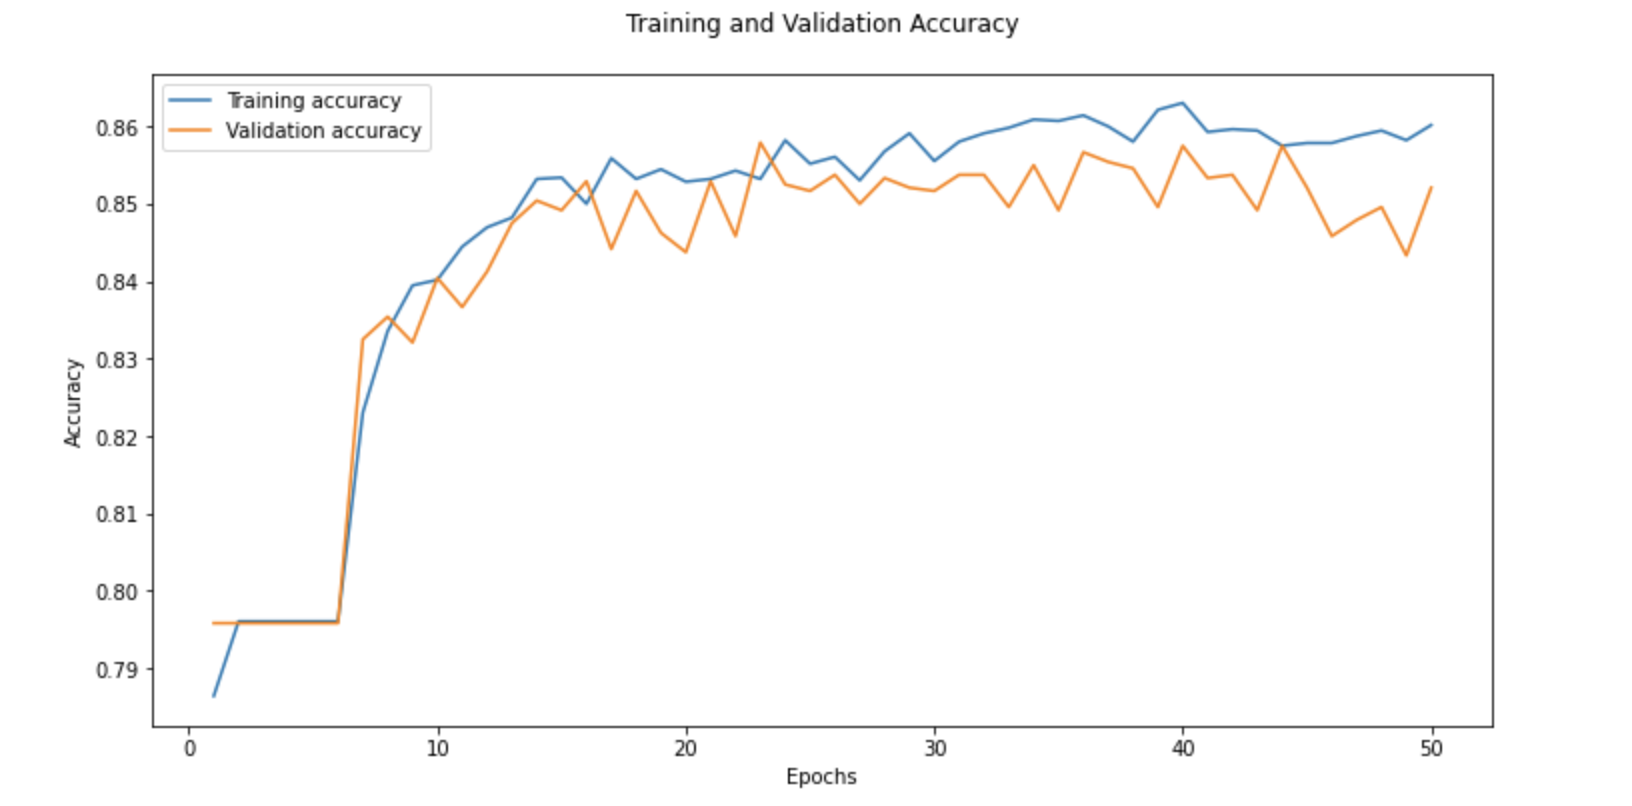 Training and Validation Accuracy
Training accuracy
Validation accuracy
0.86
0.85
0.84
0.83
0.82
0.81
0.80
0.79
Accuracy
0 10 20 30 40 50
Epochs